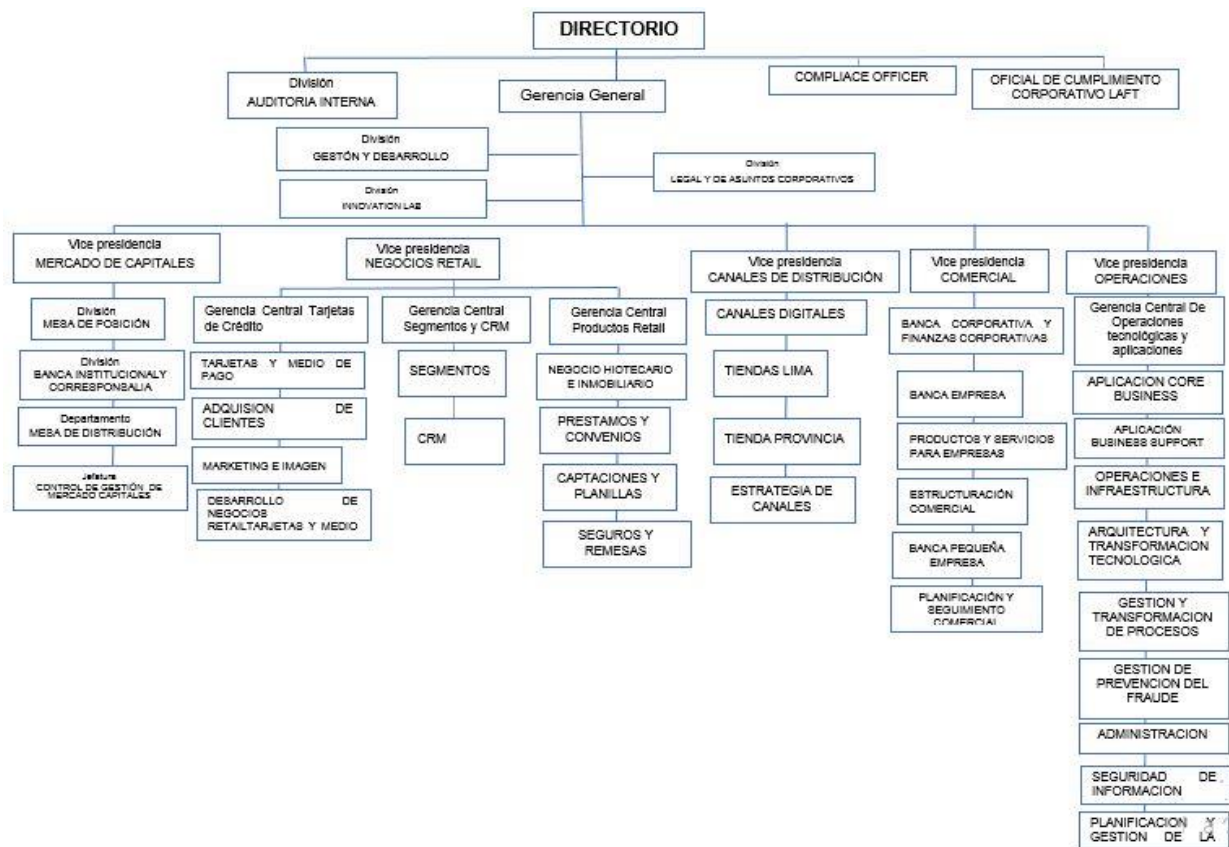 DIRECTORIO
División
AUDITORIA INTERNA
Gerencia General
COMPLIACE OFFICER
OFICIAL DE CUMPLIMIENTO
CORPORATIVO LAFT
División
GESTÓN Y DESARROLLO
División
LEGAL Y DE ASUNTOS CORPORATIVOS
División
INNOVATION LAB
Vice presidencia
MERCADO DE CAPITALES
Vice presidencia
NEGOCIOS RETAIL
Vice presidencia
CANALES DE DISTRIBUCIÓN
Vice presidencia
COMERCIAL
Vice presidencia
OPERACIONES
División
MESA DE POSICIÓN
División
BANCA INSTITUCIONAL Y
CORRESPONSALIA
Departamento
MESA DE DISTRIBUCIÓN
Jefatura
CONTROL DE GESTIÓN DE
MERCADO CAPITALES
Gerencia Central Tarjetas
de Crédito
TARJETAS Y MEDIO DE
PAGO
ADQUISION DE
CLIENTES
MARKETING E IMAGEN
DESARROLLO DE
NEGOCIOS
RETAILTARJETAS Y MEDIO
Gerencia Central
Segmentos y CRM
SEGMENTOS
CRM
Gerencia Central
Productos Retail
NEGOCIO HIOTECARIO
E INMOBILIARIO
PRESTAMOS Y
CONVENIOS
CAPTACIONES Y
PLANILLAS
SEGUROS Y
REMESAS
CANALES DIGITALES
TIENDAS LIMA
TIENDA PROVINCIA
ESTRATEGIA DE
CANALES
BANCA CORPORATIVA Y
FINANZAS CORPORATIVAS
BANCA EMPRESA
PRODUCTOS Y SERVICIOS
PARA EMPRESAS
ESTRUCTURACIÓN
COMERCIAL
BANCA PEQUEÑA
EMPRESA
PLANIFICACIÓN Y
SEGUIMIENTO
COMERCIAL
Gerencia Central De
Operaciones
tecnológicas y
aplicaciones
APLICACION CORE
BUSINESS
APLICACIÓN
BUSINESS SUPPORT
OPERACIONES E
INFRAESTRUCTURA
ARQUITECTURA Y
TRANSFORMACION
TECNOLOGICA
GESTION Y
TRANSFORMACION
DE PROCESOS
GESTION DE
PREVENCION DEL
FRAUDE
ADMINISTRACION
SEGURIDAD DE
INFORMACION
PLANIFICACION Y
GESTION DE LA